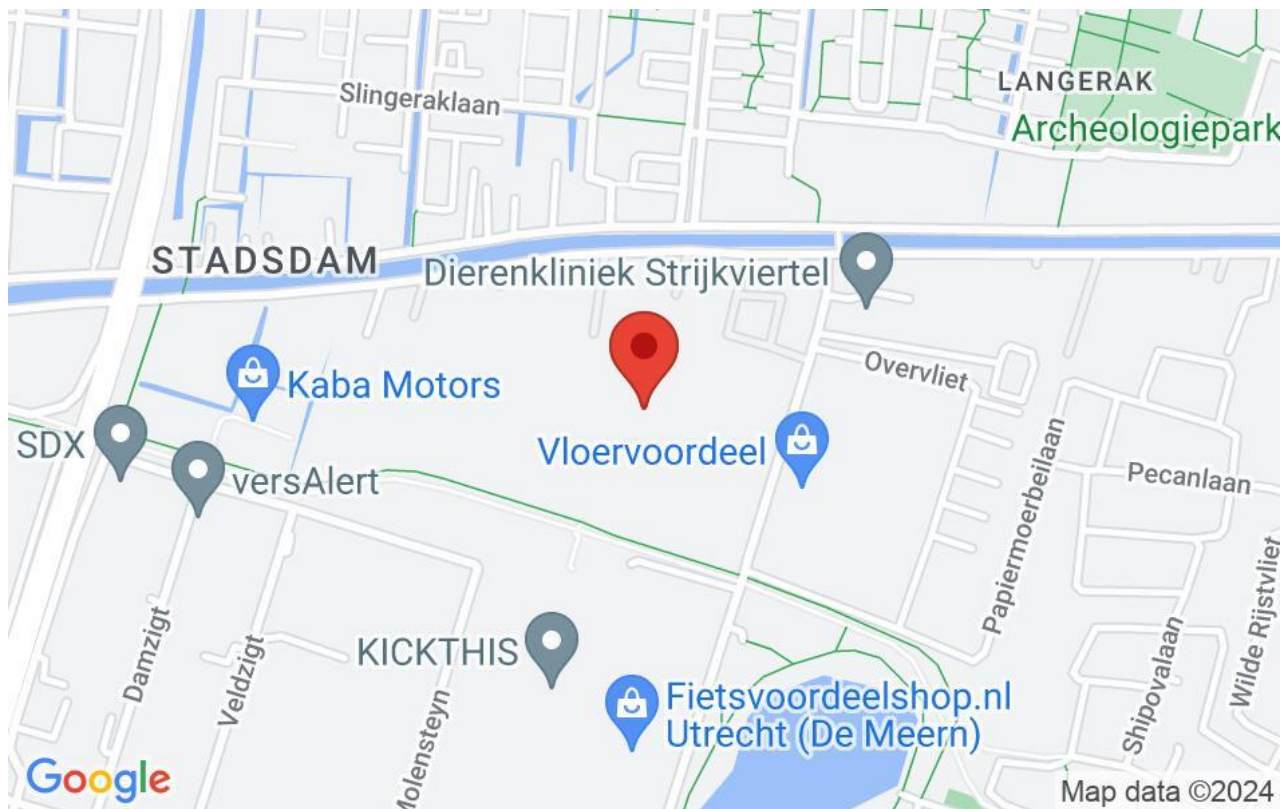 Slingeraklaan
LANGERAK
Archeologiepark
STADSDAM
Dierenkliniek Strijkviertel
Kaba Motors
Overvliet
SDX
versAlert
Vloervoordeel
Pecanlaan
Papiermoerbeilaan
Wilde Rijstvliet
Shipovalaan
Damzigt
Veldzigt
Molensteyn
KICKTHIS
Fietsvoordeelshop.nl
Utrecht (De Meern)
Google
Map data ©2024